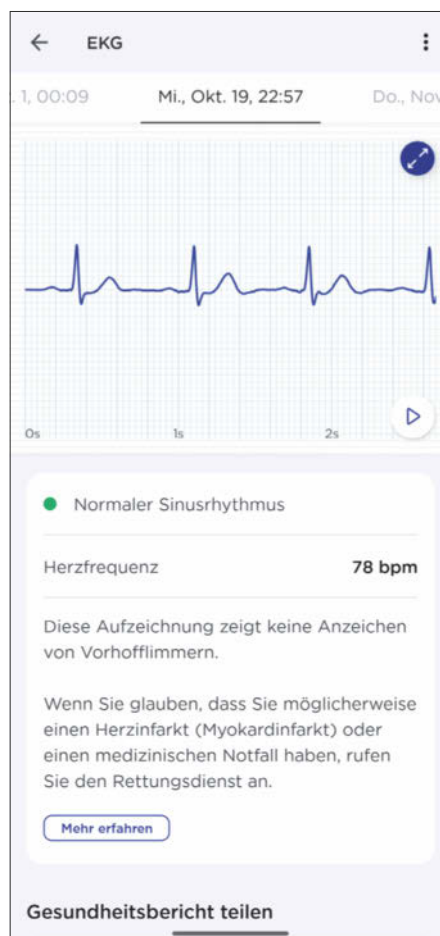 EKG
1, 00:09 Mi., Okt. 19, 22:57 Do., Nov
0s 1s 2s
Normaler Sinusrhythmus
Herzfrequenz 78 bpm
Diese Aufzeichnung zeigt keine Anzeichen
von Vorhofflimmern.
Wenn Sie glauben, dass Sie möglicherweise
einen Herzinfarkt (Myokardinfarkt) oder
einen medizinischen Notfall haben, rufen
Sie den Rettungsdienst an.
Mehr erfahren
Gesundheitsbericht teilen